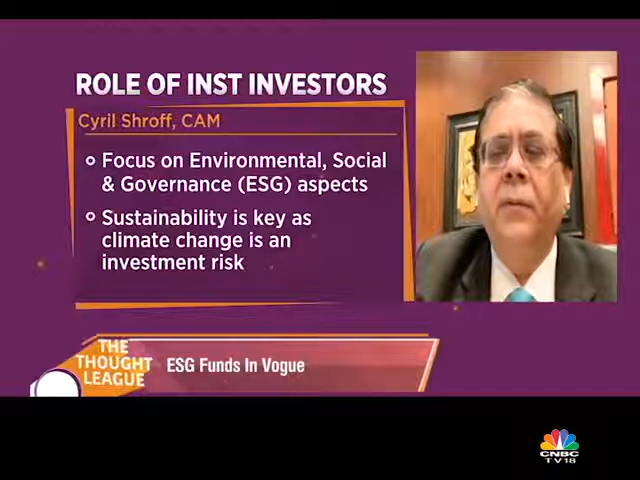 ROLE OF INST INVESTORS
Cyril Shroff, CAM
Focus on Environmental, Social
& Governance (ESG) aspects
Sustainability is key as
climate change is an
investment risk
THE
THOUGHT
LEAGUE
ESG Funds In Vogue
CNBC
TV18